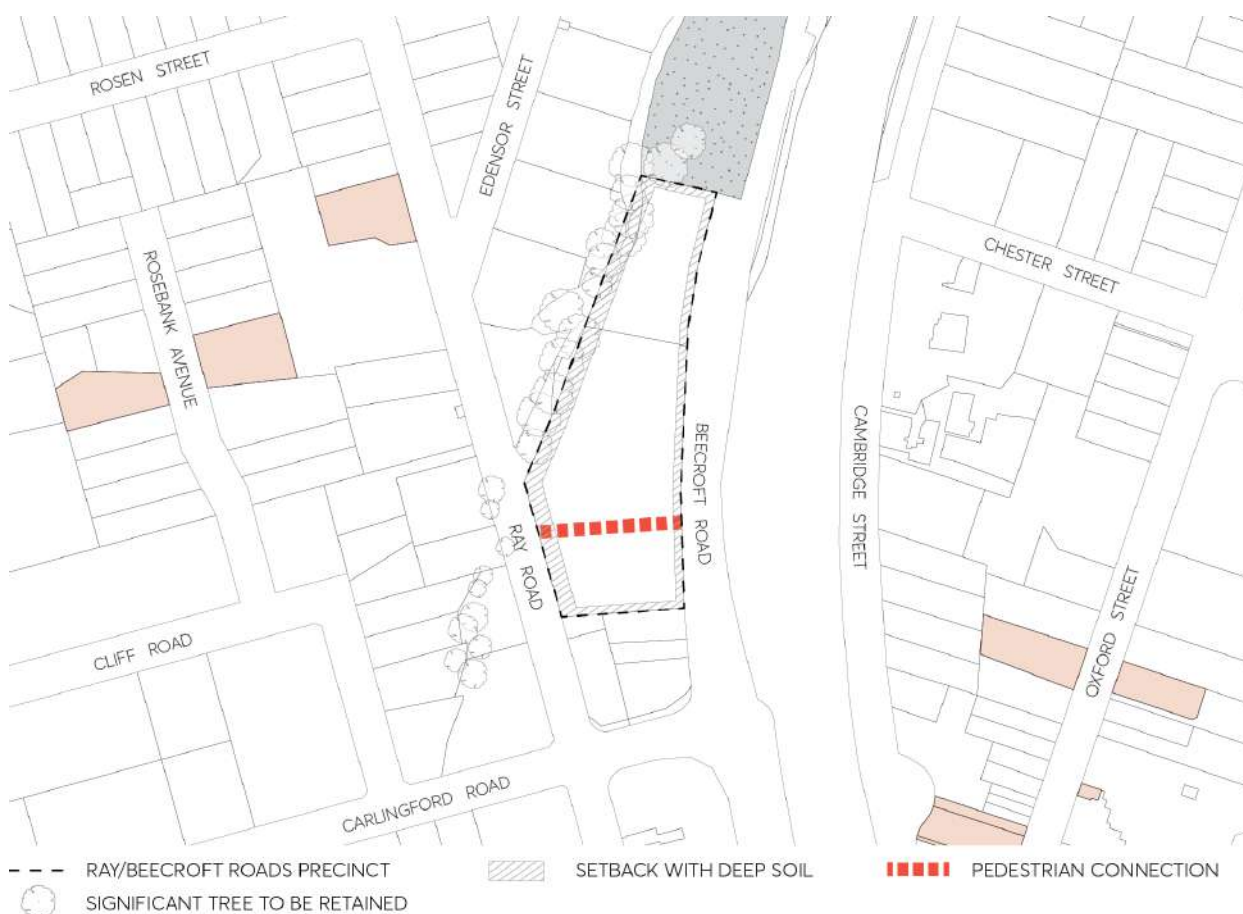 ROSEN STREET
EDENSOR STREET
ROSEBANK AVENUE
CHESTER STREET
BEECROFT ROAD
CAMBRIDGE STREET
RAY ROAD
OXFORD STREET
CLIFF ROAD
CARLINGFORD ROAD
RAY/BEECROFT ROADS PRECINCT
SETBACK WITH DEEP SOIL
PEDESTRIAN CONNECTION
SIGNIFICANT TREE TO BE RETAINED